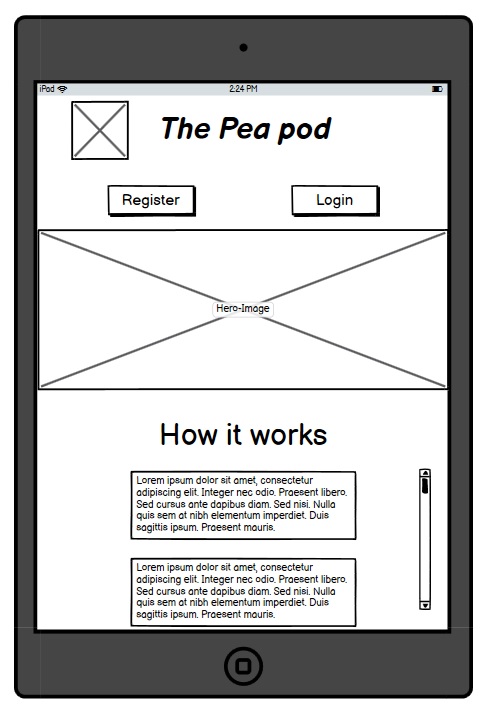 iPod 2:24 PM
The Pea pod
Register Login
Hero-Image
How it works
Lorem ipsum dolor sit amet, consectetur
adipiscing elit. Integer nec odio. Praesent libero.
Sed cursus ante dapibus diam. Sed nisi. Nulla
quis sem at nibh elementum imperdiet. Duis
sagittis ipsum. Praesent mauris.
Lorem ipsum dolor sit amet, consectetur
adipiscing elit. Integer nec odio. Praesent libero.
Sed cursus ante dapibus diam. Sed nisi. Nulla
quis sem at nibh elementum imperdiet. Duis
sagittis ipsum. Praesent mauris.